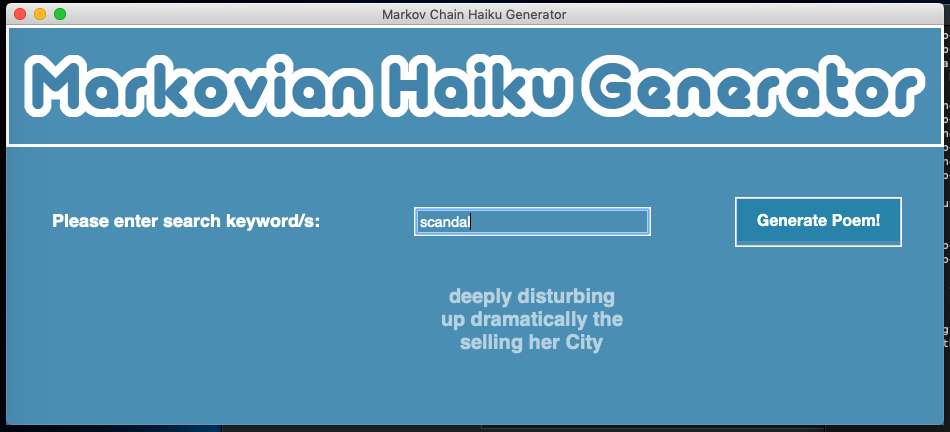 Markov Chain Haiku Generator
Markovian Haiku Generator
Please enter search keyword/s:
scandal
Generate Poem!
deeply disturbing
up dramatically the
selling her City